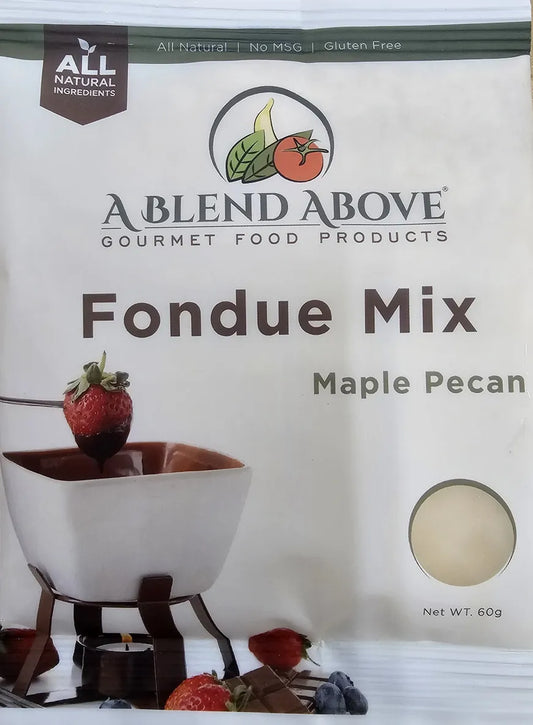 ALL
NATURAL
INGREDIENTS
All Natural | No MSG | Gluten Free
A BLEND ABOVE®
GOURMET FOOD PRODUCTS
Fondue Mix
Maple Pecan
Net WT. 60g